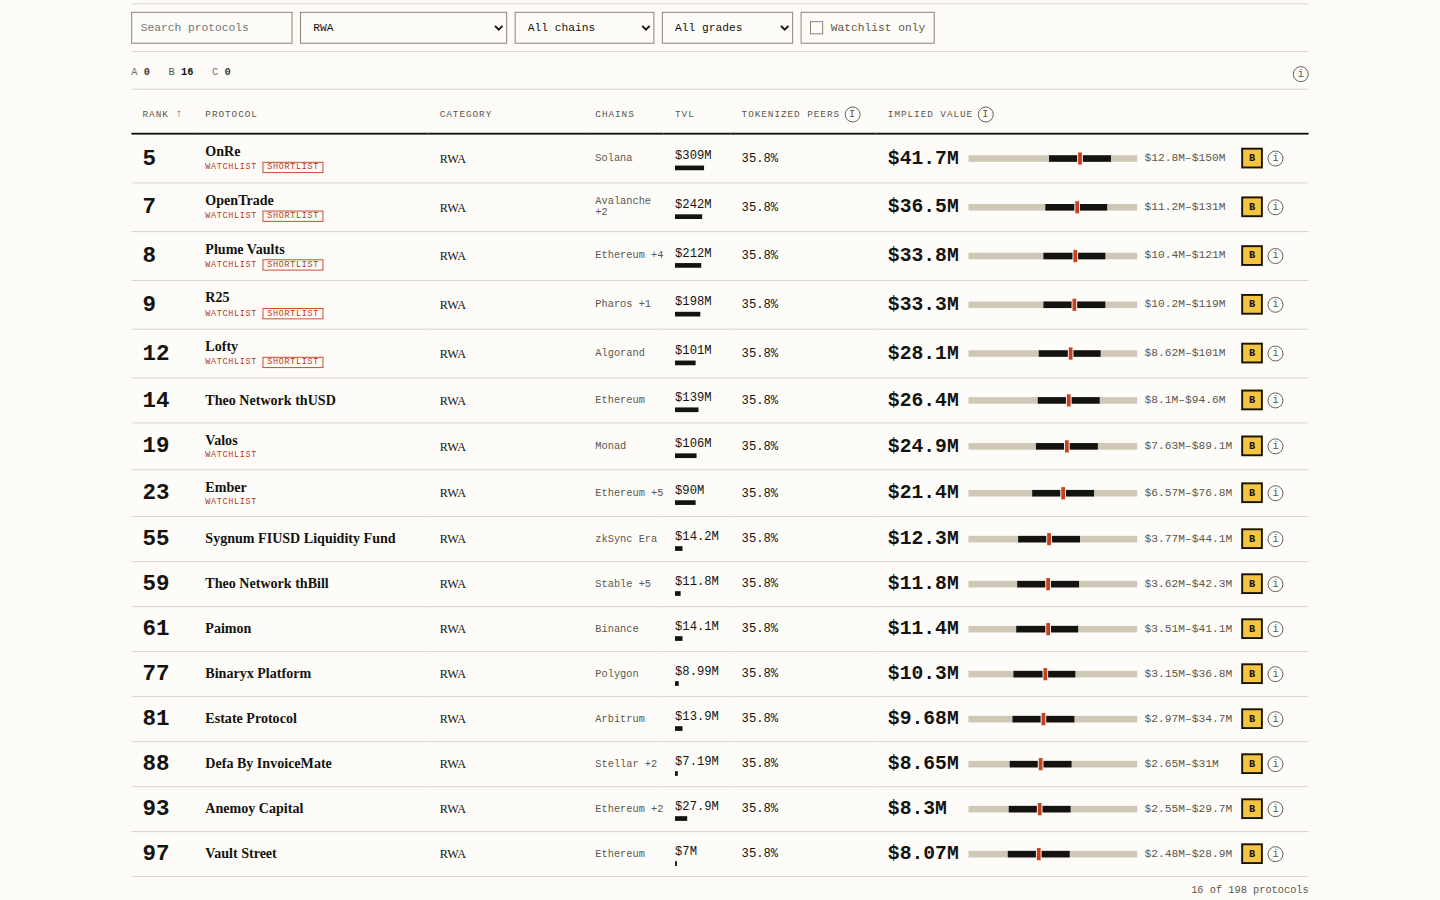 Search protocols RWA All chains All grades Watchlist only
A 0 B 16 C 0 i
RANK ↑ PROTOCOL CATEGORY CHAINS TVL TOKENIZED PEERS I IMPLIED VALUE I
5 OnRe RWA Solana $309M 35.8% $41.7M $12.8M–$150M B i
WATCHLIST SHORTLIST
7 OpenTrade RWA Avalanche +2 $242M 35.8% $36.5M $11.2M–$131M B i
WATCHLIST SHORTLIST
8 Plume Vaults RWA Ethereum +4 $212M 35.8% $33.8M $10.4M–$121M B i
WATCHLIST SHORTLIST
9 R25 RWA Pharos +1 $198M 35.8% $33.3M $10.2M–$119M B i
WATCHLIST SHORTLIST
12 Lofty RWA Algorand $101M 35.8% $28.1M $8.62M–$101M B i
WATCHLIST SHORTLIST
14 Theo Network thUSD RWA Ethereum $139M 35.8% $26.4M $8.1M–$94.6M B i
19 Valos RWA Monad $106M 35.8% $24.9M $7.63M–$89.1M B i
WATCHLIST
23 Ember RWA Ethereum +5 $90M 35.8% $21.4M $6.57M–$76.8M B i
WATCHLIST
55 Sygnum FIUSD Liquidity Fund RWA zkSync Era $14.2M 35.8% $12.3M $3.77M–$44.1M B i
59 Theo Network thBill RWA Stable +5 $11.8M 35.8% $11.8M $3.62M–$42.3M B i
61 Paimon RWA Binance $14.1M 35.8% $11.4M $3.51M–$41.1M B i
77 Binaryx Platform RWA Polygon $8.99M 35.8% $10.3M $3.15M–$36.8M B i
81 Estate Protocol RWA Arbitrum $13.9M 35.8% $9.68M $2.97M–$34.7M B i
88 Defa By InvoiceMate RWA Stellar +2 $7.19M 35.8% $8.65M $2.65M–$31M B i
93 Anemoy Capital RWA Ethereum +2 $27.9M 35.8% $8.3M $2.55M–$29.7M B i
97 Vault Street RWA Ethereum $7M 35.8% $8.07M $2.48M–$28.9M B i
16 of 198 protocols